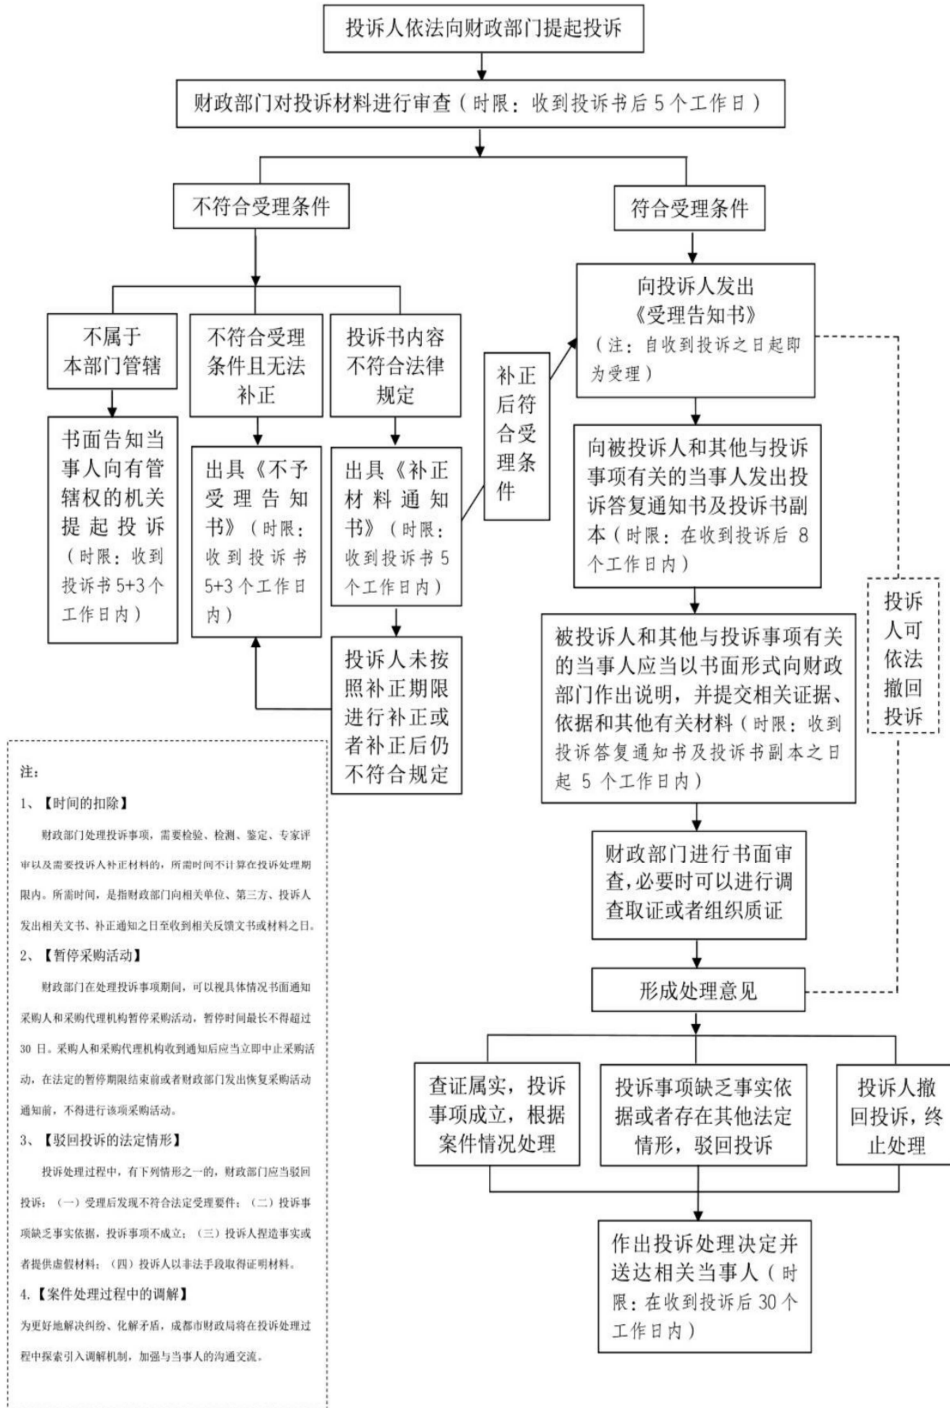 投诉人依法向财政部门提起投诉
财政部门对投诉材料进行审查（时限：收到投诉书后5个工作日）
不符合受理条件
符合受理条件
不属于
本部门管辖
不符合受理
条件且无法
补正
投诉书内容
不符合法律
规定
书面告知当
事人向有管
辖权的机关
提起投诉
（时限：收到
投诉书5+3个
工作日内）
出具《不予
受理告知
书》（时限：
收到投诉书
5+3个工作日
内）
出具《补正
材料通知
书》（时限：
收到投诉书5
个工作日内）
投诉人未按
照补正期限
进行补正或
者补正后仍
不符合规定
补正
后符
合受
理条
件
向投诉人发出
《受理告知书》
（注：自收到投诉之日起即
为受理）
向被投诉人和其他与投诉
事项有关的当事人发出投
诉答复通知书及投诉书副
本（时限：在收到投诉后 8
个工作日内）
被投诉人和其他与投诉事项有关
的当事人应当以书面形式向财政
部门作出说明，并提交相关证据、
依据和其他有关材料（时限：收到
投诉答复通知书及投诉书副本之日
起 5 个工作日内）
投诉
人可
依法
撤回
投诉
财政部门进行书面审
查，必要时可以进行调
查取证或者组织质证
形成处理意见
查证属实，投诉
事项成立，根据
案件情况处理
投诉事项缺乏事实依
据或者存在其他法定
情形，驳回投诉
投诉人撤
回投诉，终
止处理
作出投诉处理决定并
送达相关当事人（时
限：在收到投诉后30个
工作日内）
注：
1、【时间的扣除】
财政部门处理投诉事项，需要检验、检测、鉴定、专家评
审以及需要投诉人补正材料的，所需时间不计算在投诉处理期
限内。所需时间，是指财政部门向相关单位、第三方、投诉人
发出相关文书、补正通知之日至收到相关反馈文书或材料之日。
2、【暂停采购活动】
财政部门在处理投诉事项期间，可以视具体情况书面通知
采购人和采购代理机构暂停采购活动，暂停时间最长不得超过
30 日。采购人和采购代理机构收到通知后应当立即中止采购活
动，在法定的暂停期限结束前或者财政部门发出恢复采购活动
通知前，不得进行该项采购活动。
3、【驳回投诉的法定情形】
投诉处理过程中，有下列情形之一的，财政部门应当驳回
投诉：（一）受理后发现不符合法定受理要件；（二）投诉事
项缺乏事实依据，投诉事项不成立；（三）投诉人捏造事实或
者提供虚假材料；（四）投诉人以非法手段取得证明材料。
4.【案件处理过程中的调解】
为更好地解决纠纷、化解矛盾，成都市财政局将在投诉处理过
程中探索引入调解机制，加强与当事人的沟通交流。